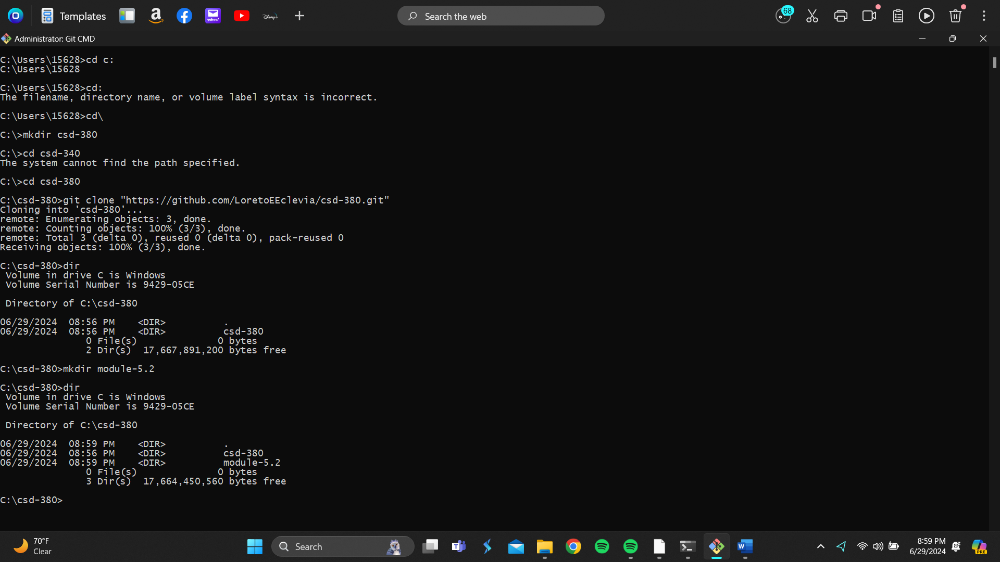 Templates
yahoo!
Disney+
Search the web
68
Administrator: Git CMD
C:\Users\15628>cd c:
C:\Users\15628
C:\Users\15628>cd:
The filename, directory name, or volume label syntax is incorrect.
C:\Users\15628>cd\
C:\>mkdir csd-380
C:\>cd csd-340
The system cannot find the path specified.
C:\>cd csd-380
C:\csd-380>git clone "https://github.com/LoretoEEclevia/csd-380.git"
Cloning into 'csd-380'...
remote: Enumerating objects: 3, done.
remote: Counting objects: 100% (3/3), done.
remote: Total 3 (delta 0), reused 0 (delta 0), pack-reused 0
Receiving objects: 100% (3/3), done.
C:\csd-380>dir
Volume in drive C is Windows
Volume Serial Number is 9429-05CE
Directory of C:\csd-380
06/29/2024  08:56 PM    <DIR>          .
06/29/2024  08:56 PM    <DIR>          csd-380
0 File(s)              0 bytes
2 Dir(s)  17,667,891,200 bytes free
C:\csd-380>mkdir module-5.2
C:\csd-380>dir
Volume in drive C is Windows
Volume Serial Number is 9429-05CE
Directory of C:\csd-380
06/29/2024  08:59 PM    <DIR>          .
06/29/2024  08:56 PM    <DIR>          csd-380
06/29/2024  08:59 PM    <DIR>          module-5.2
0 File(s)              0 bytes
3 Dir(s)  17,664,450,560 bytes free
C:\csd-380>
70°F
Clear
Search
8:59 PM
6/29/2024
PRE